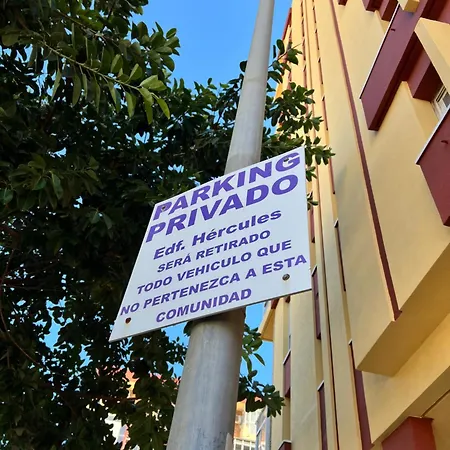 PARKING
PRIVADO
Edf. Hércules
SERÁ RETIRADO
TODO VEHICULO QUE
NO PERTENEZCA A ESTA
COMUNIDAD